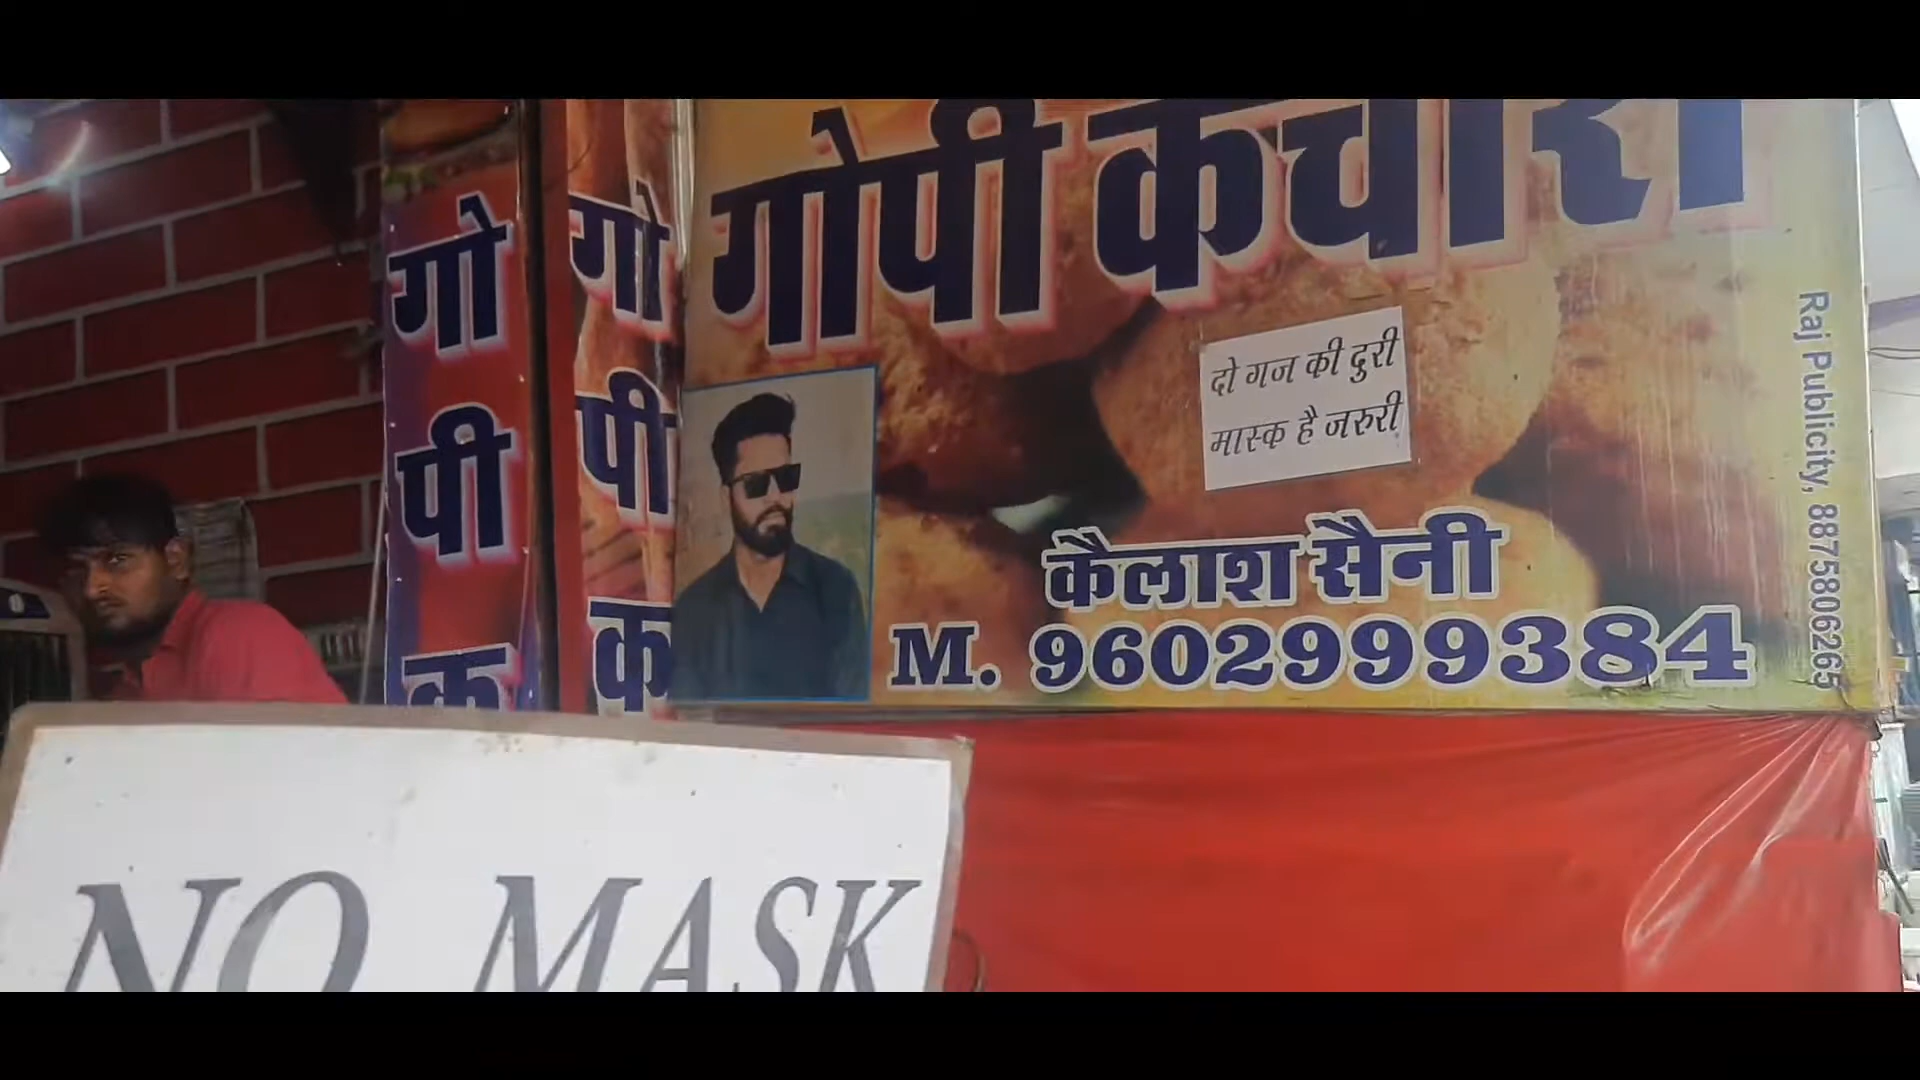 गोपी कचोरी
गो
पी
क
गो
पी
क
दो गज की दुरी
मास्क है जरुरी
कैलाश सैनी
M. 9602999384
Raj Publicity, 8875806265
NO MASK